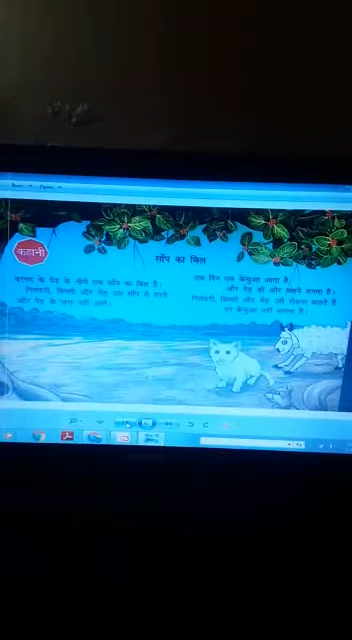 कहानी
साँप का बिल
बरगद के पेड़ के नीचे एक साँप का बिल है।
गिलहरी, बिल्ली और भेड़ उस साँप से डरते
और पेड़ के पास नहीं आते।
एक दिन एक केंचुआ आता है।
और पेड़ की ओर चलने लगता है।
गिलहरी, बिल्ली और भेड़ उसे रोकना चाहते हैं
पर केंचुआ नहीं मानता है।